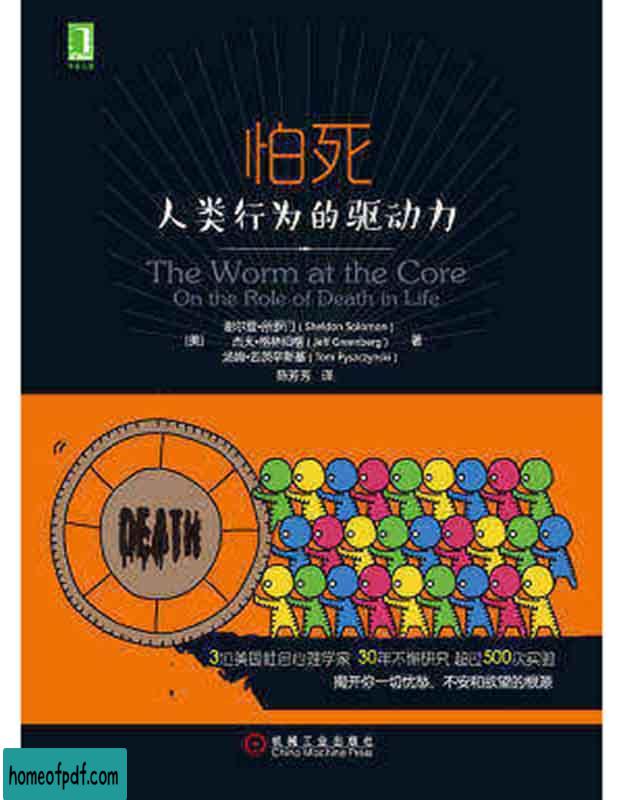 怕死
人类行为的驱动力
The Worm at the Core
On the Role of Death in Life
谢尔登·所罗门(Sheldon Solomon)
[美] 杰夫·格林伯格(Jeff Greenberg) 著
汤姆·匹茨辛斯基(Tom Pyszczynski)
陈芳芳 译
DEATH
3位美国社会心理学家 30年不懈研究 超过500次实验
揭开你一切忧愁、不安和欲望的根源
机械工业出版社
China Machine Press
homeofpdf.com